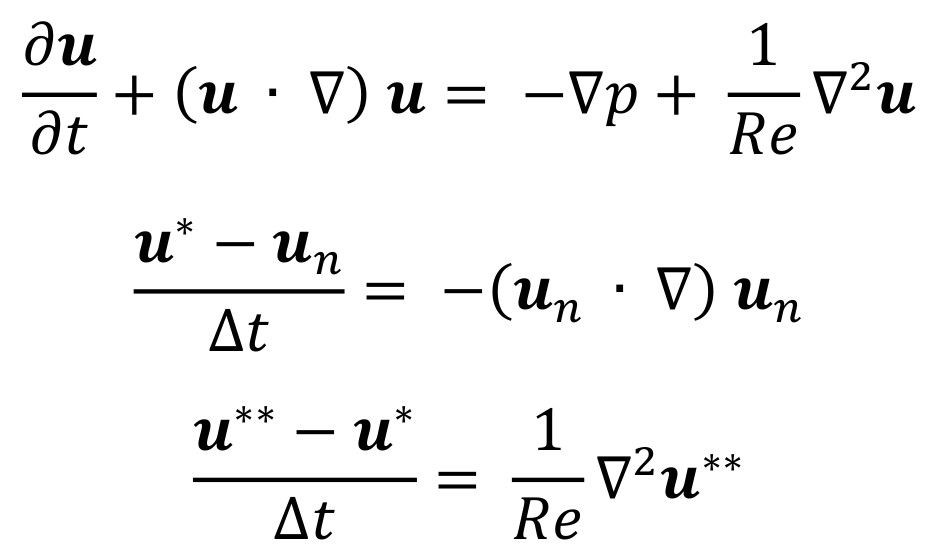 ∂𝒖/∂t + (𝒖 · ∇) 𝒖 = −∇p + 1/Re ∇²𝒖
(𝒖* − 𝒖ₙ)/Δt = −(𝒖ₙ · ∇) 𝒖ₙ
(𝒖** − 𝒖*)/Δt = 1/Re ∇²𝒖**